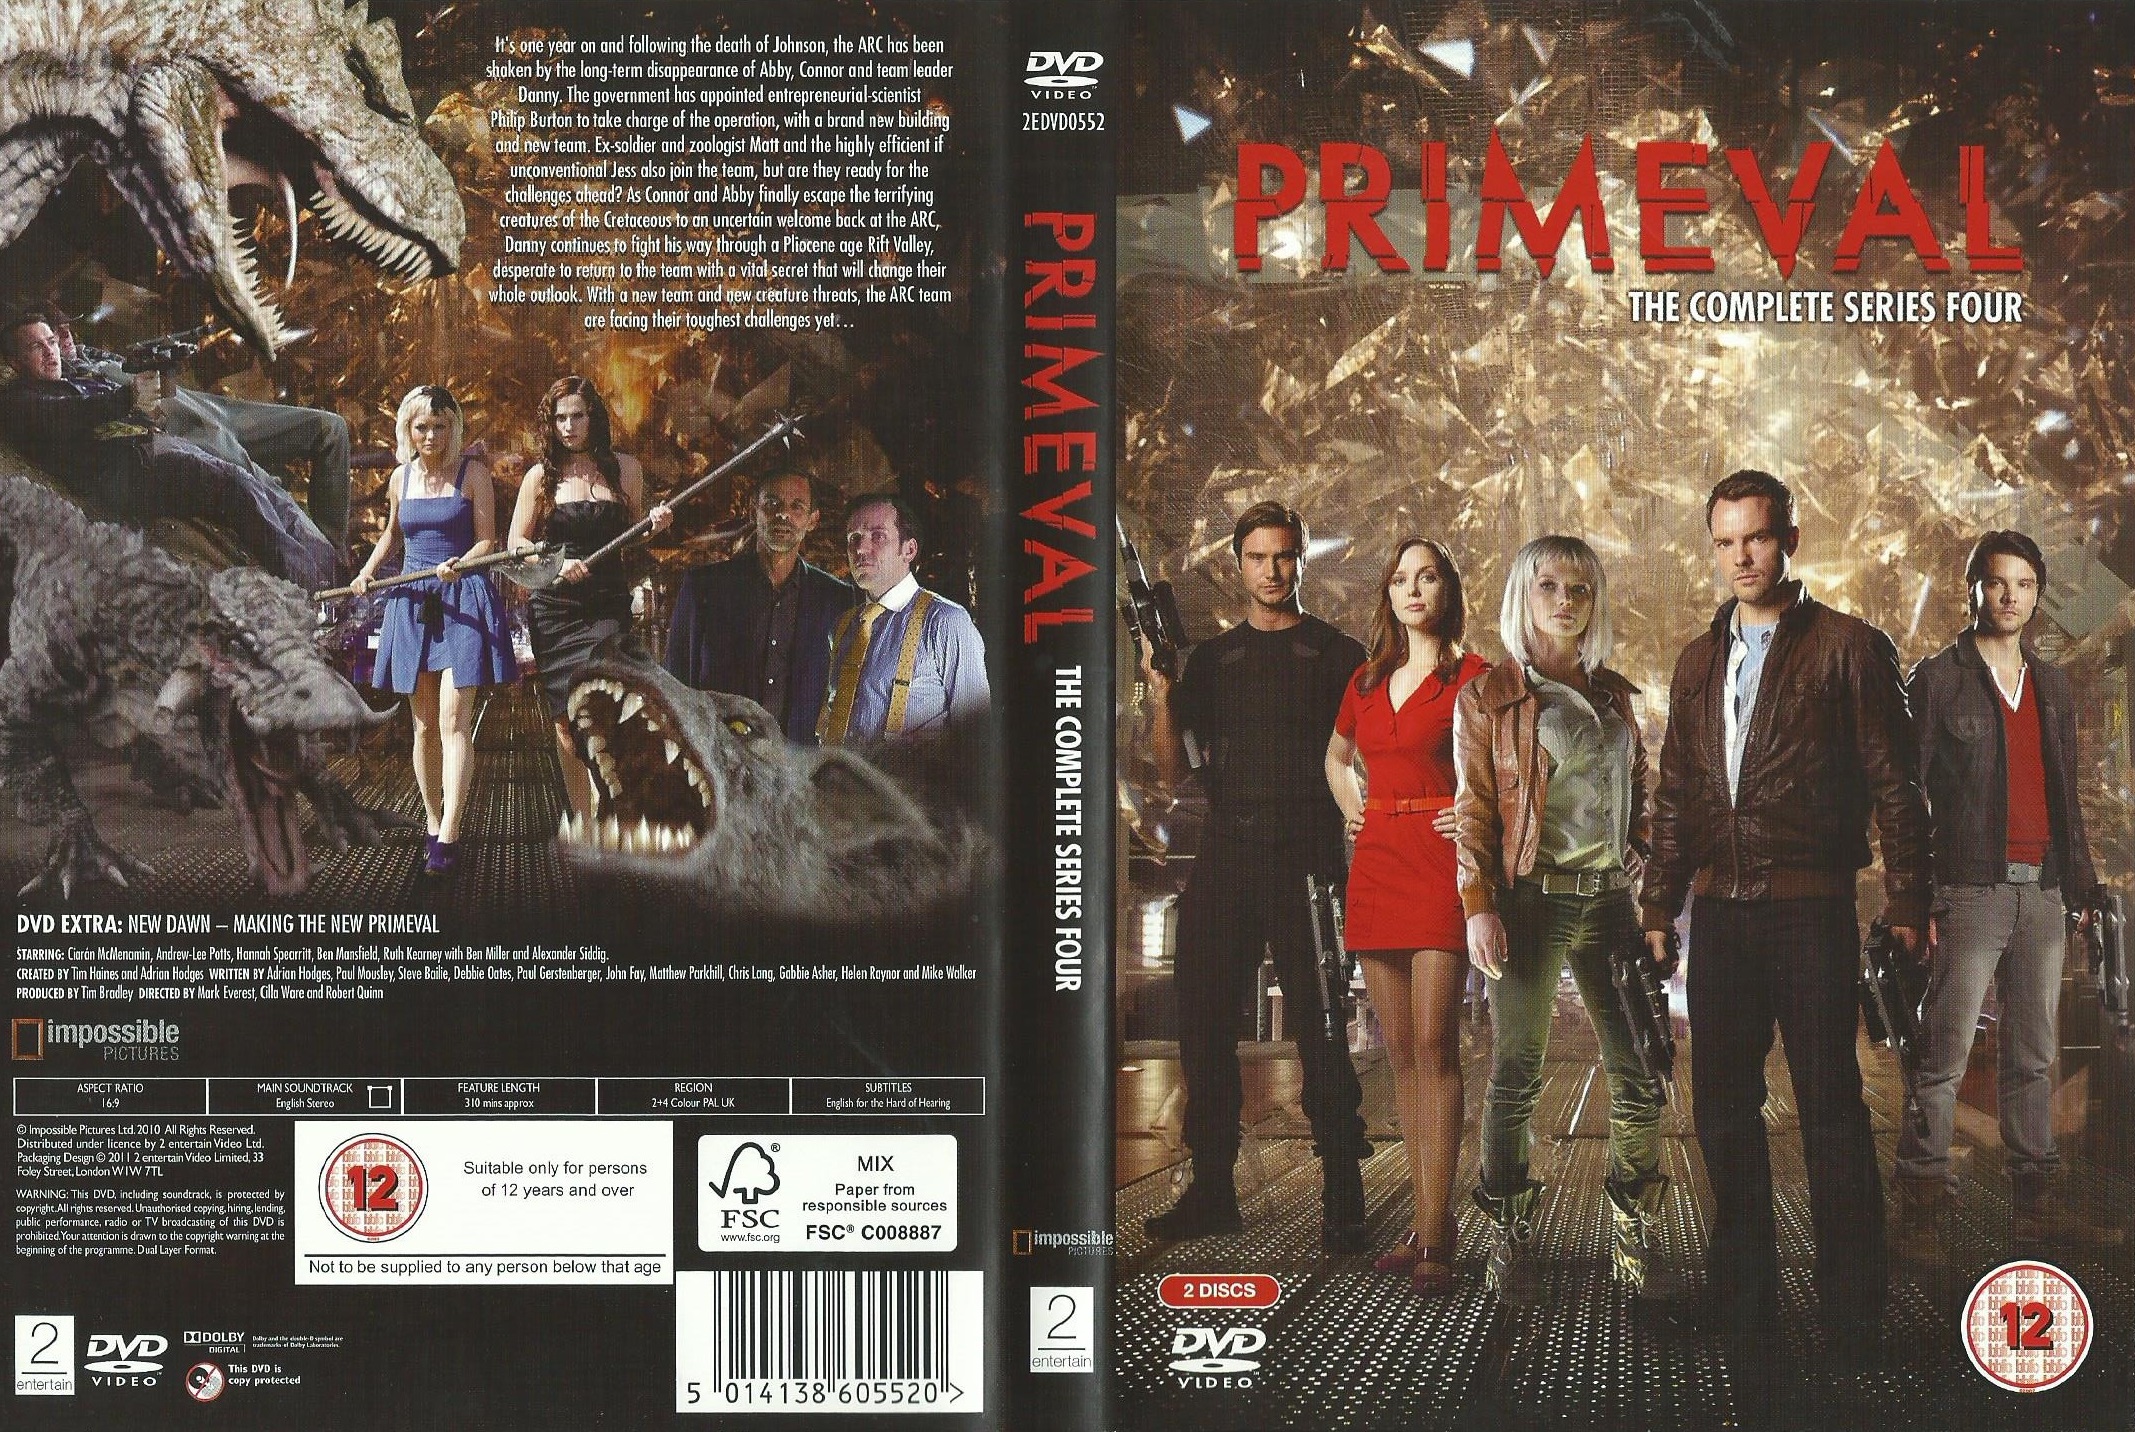 It's one year on and following the death of Johnson, the ARC has been
shaken by the long-term disappearance of Abby, Connor and team leader
Danny. The government has appointed entrepreneurial-scientist
Philip Burton to take charge of the operation, with a brand new building
and new team. Ex-soldier and zoologist Matt and the highly efficient if
unconventional Jess also join the team, but are they ready for the
challenges ahead? As Connor and Abby finally escape the terrifying
creatures of the Cretaceous to an uncertain welcome back at the ARC,
Danny continues to fight his way through a Pliocene age Rift Valley,
desperate to return to the team with a vital secret that will change their
whole outlook. With a new team and new creature threats, the ARC team
are facing their toughest challenges yet...
DVD EXTRA: NEW DAWN – MAKING THE NEW PRIMEVAL
STARRING: Ciarán McMenamin, Andrew-Lee Potts, Hannah Spearritt, Ben Mansfield, Ruth Kearney with Ben Miller and Alexander Siddig.
CREATED BY Tim Haines and Adrian Hodges WRITTEN BY Adrian Hodges, Paul Mousley, Steve Bailie, Debbie Oates, Paul Gerstenberger, John Fay, Matthew Parkhill, Chris Lang, Gabbie Asher, Helen Raynor and Mike Walker
PRODUCED BY Tim Bradley DIRECTED BY Mark Everest, Cilla Ware and Robert Quinn
impossible
PICTURES
ASPECT RATIO
16:9
MAIN SOUNDTRACK
English Stereo
FEATURE LENGTH
310 mins approx
REGION
2+4 Colour PAL UK
SUBTITLES
English for the Hard of Hearing
© Impossible Pictures Ltd. 2010 All Rights Reserved.
Distributed under licence by 2 entertain Video Ltd.
Packaging Design © 2011 2 entertain Video Limited, 33
Foley Street, London W1W 7TL
WARNING: This DVD, including soundtrack, is protected by
copyright. All rights reserved. Unauthorised copying, hiring, lending,
public performance, radio or TV broadcasting of this DVD is
prohibited. Your attention is drawn to the copyright warning at the
beginning of the programme. Dual Layer Format.
12
Suitable only for persons
of 12 years and over
Not to be supplied to any person below that age
FSC
www.fsc.org
MIX
Paper from
responsible sources
FSC® C008887
2
entertain
DVD
VIDEO
DOLBY
DIGITAL
Dolby and the double-D symbol are
trademarks of Dolby Laboratories.
This DVD is
copy protected
5 014138 605520 >
DVD
VIDEO
2EDVD0552
PRIMEVAL
THE COMPLETE SERIES FOUR
impossible
PICTURES
2
entertain
PRIMEVAL
THE COMPLETE SERIES FOUR
2 DISCS
DVD
VIDEO
12